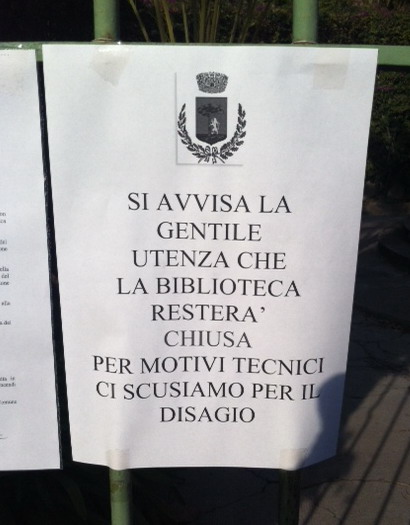 SI AVVISA LA
GENTILE
UTENZA CHE
LA BIBLIOTECA
RESTERA'
CHIUSA
PER MOTIVI TECNICI
CI SCUSIAMO PER IL
DISAGIO